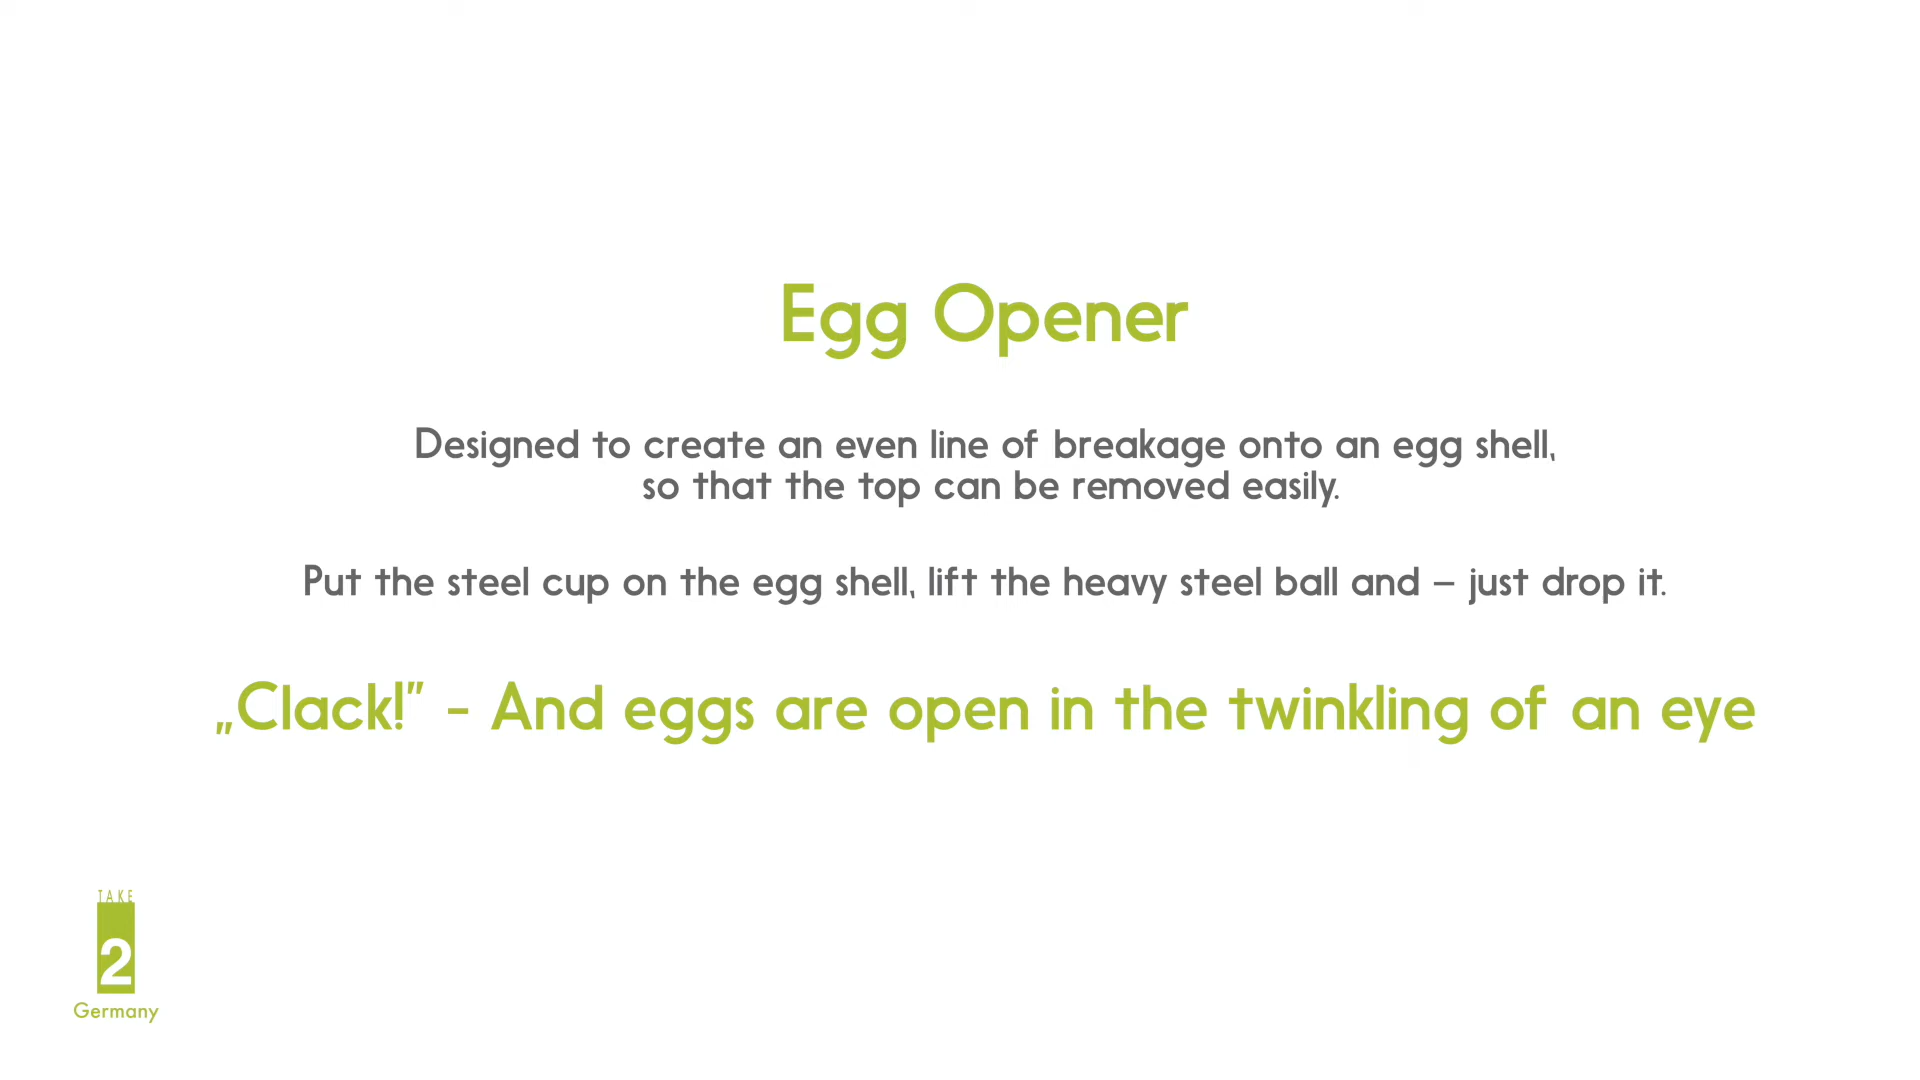 Egg Opener
Designed to create an even line of breakage onto an egg shell,
so that the top can be removed easily.
Put the steel cup on the egg shell, lift the heavy steel ball and – just drop it.
„Clack!” - And eggs are open in the twinkling of an eye
TAKE
2
Germany